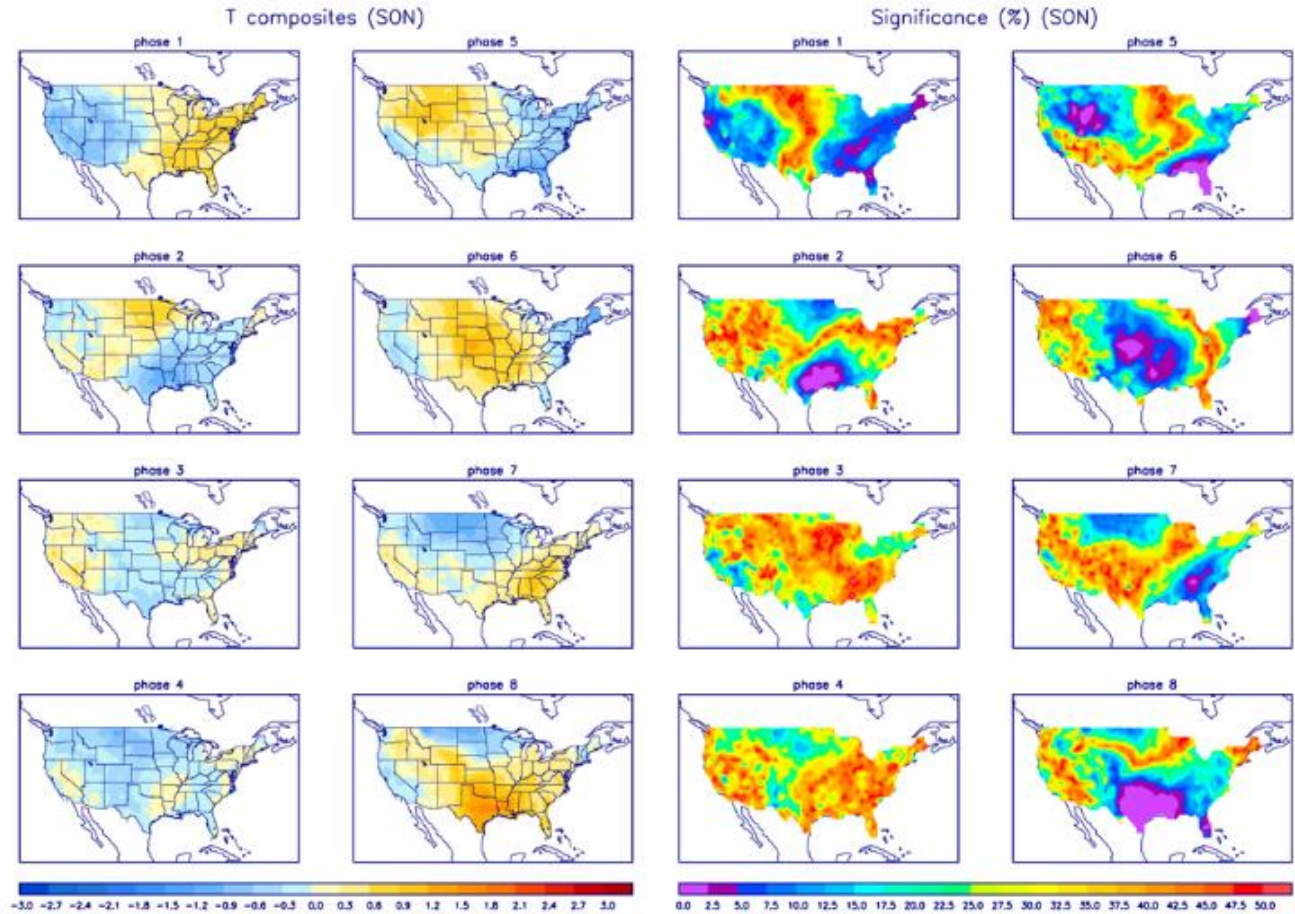 T composites (SON) Significance (%) (SON)
phase 1 phase 5 phase 1 phase 5
phase 2 phase 6 phase 2 phase 6
phase 3 phase 7 phase 3 phase 7
phase 4 phase 8 phase 4 phase 8
-3.0 -2.7 -2.4 -2.1 -1.8 -1.5 -1.2 -0.9 -0.6 -0.3 0.0 0.3 0.6 0.9 1.2 1.5 1.8 2.1 2.4 2.7 3.0 0.0 2.5 5.0 7.5 10.0 12.5 15.0 17.5 20.0 22.5 25.0 27.5 30.0 32.5 35.0 37.5 40.0 42.5 45.0 47.5 50.0